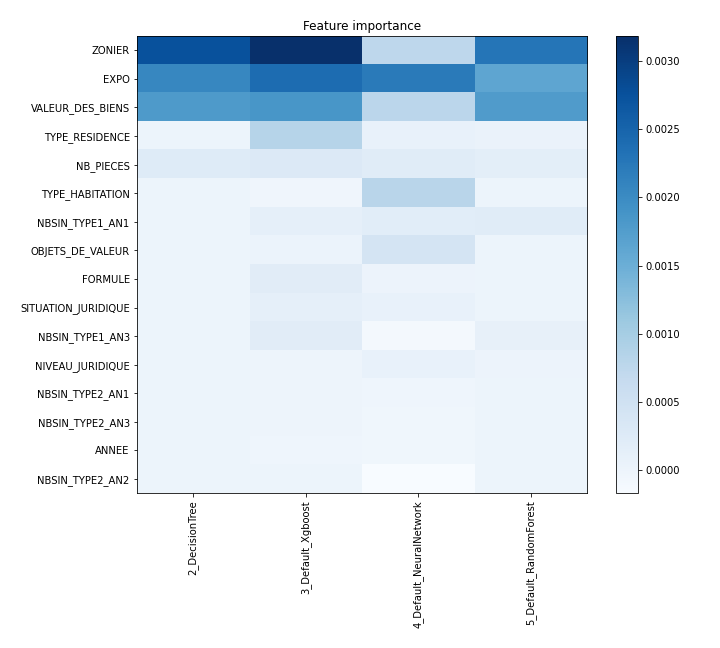 Feature importance
ZONIER
EXPO
VALEUR_DES_BIENS
TYPE_RESIDENCE
NB_PIECES
TYPE_HABITATION
NBSIN_TYPE1_AN1
OBJETS_DE_VALEUR
FORMULE
SITUATION_JURIDIQUE
NBSIN_TYPE1_AN3
NIVEAU_JURIDIQUE
NBSIN_TYPE2_AN1
NBSIN_TYPE2_AN3
ANNEE
NBSIN_TYPE2_AN2
2_DecisionTree
3_Default_Xgboost
4_Default_NeuralNetwork
5_Default_RandomForest
0.0030
0.0025
0.0020
0.0015
0.0010
0.0005
0.0000